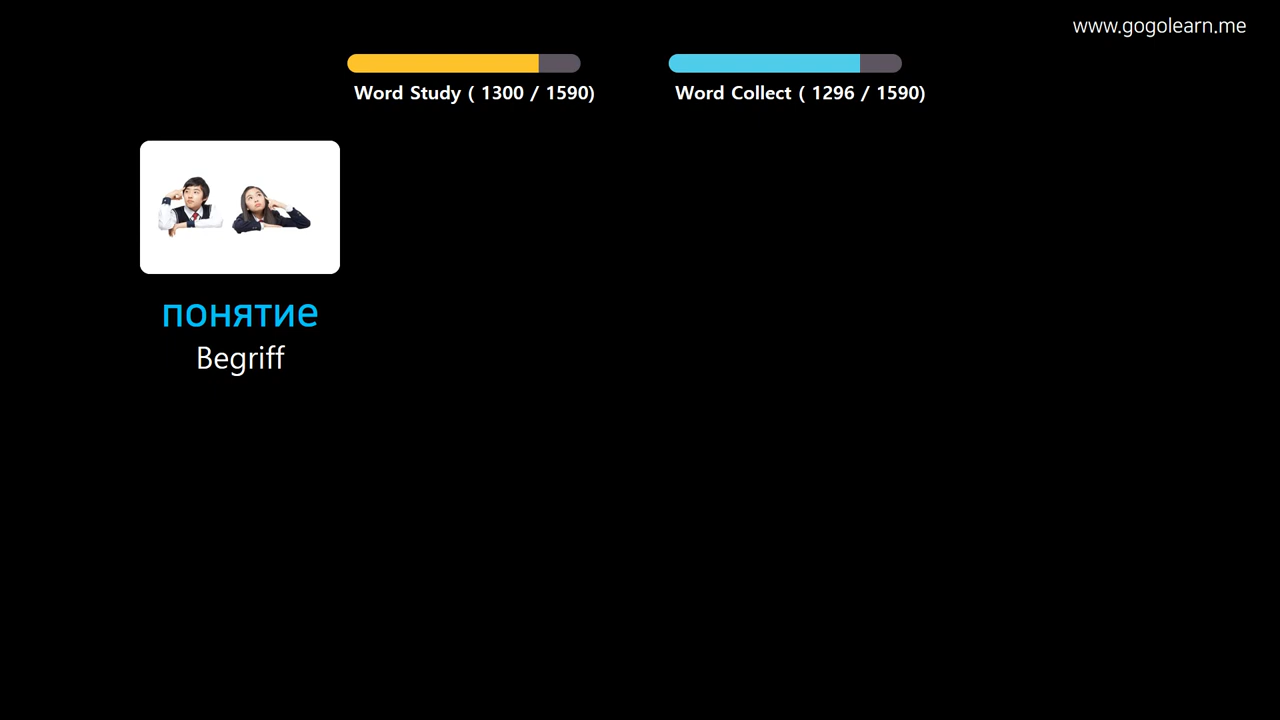 www.gogolearn.me
Word Study ( 1300 / 1590)
Word Collect ( 1296 / 1590)
понятие
Begriff